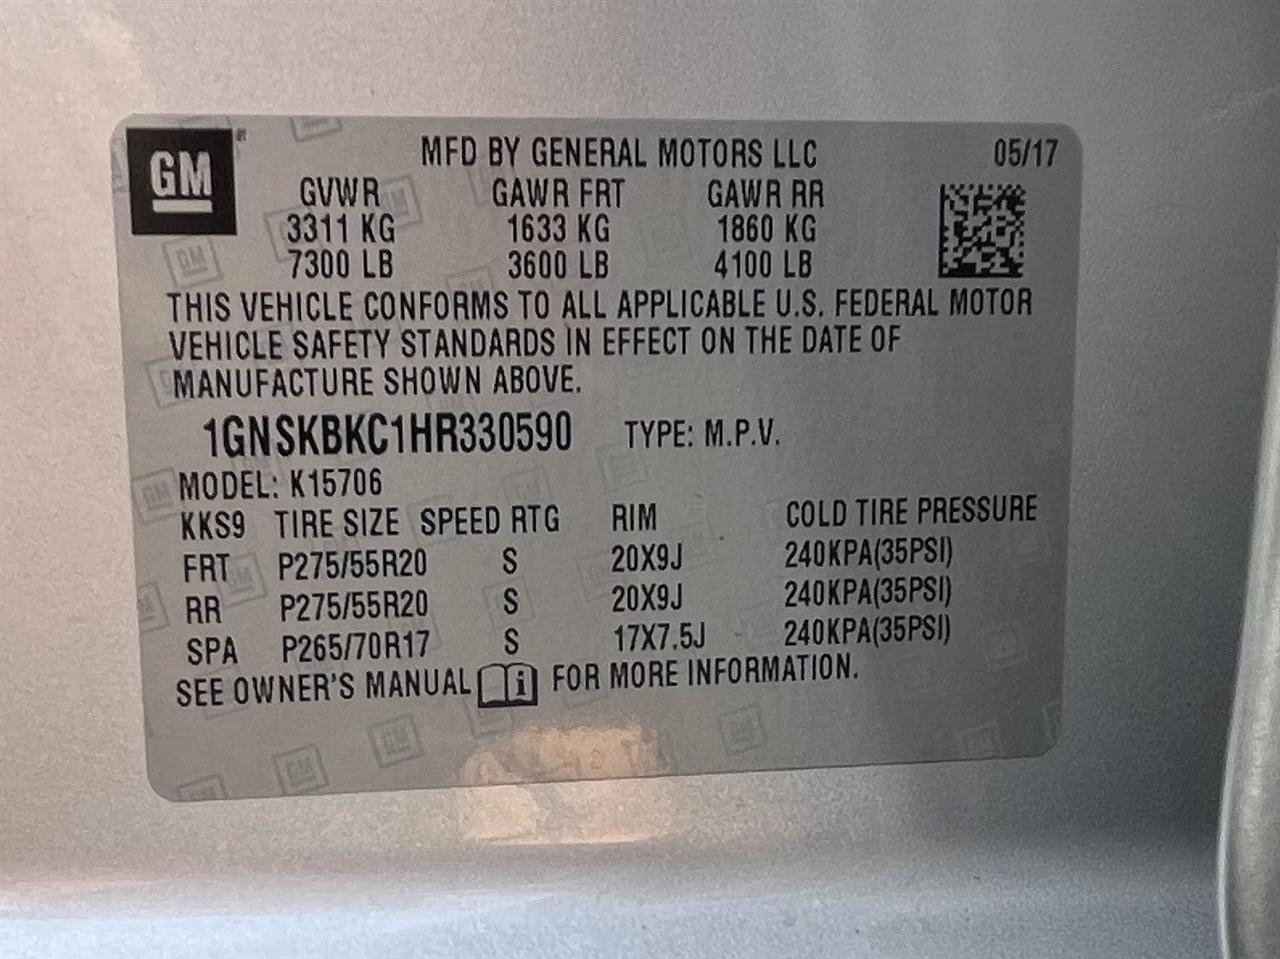 GM
MFD BY GENERAL MOTORS LLC 05/17
GVWR GAWR FRT GAWR RR
3311 KG 1633 KG 1860 KG
7300 LB 3600 LB 4100 LB
THIS VEHICLE CONFORMS TO ALL APPLICABLE U.S. FEDERAL MOTOR
VEHICLE SAFETY STANDARDS IN EFFECT ON THE DATE OF
MANUFACTURE SHOWN ABOVE.
1GNSKBKC1HR330590 TYPE: M.P.V.
MODEL: K15706
KKS9 TIRE SIZE SPEED RTG RIM COLD TIRE PRESSURE
FRT P275/55R20 S 20X9J 240KPA(35PSI)
RR P275/55R20 S 20X9J 240KPA(35PSI)
SPA P265/70R17 S 17X7.5J 240KPA(35PSI)
SEE OWNER'S MANUAL i FOR MORE INFORMATION.